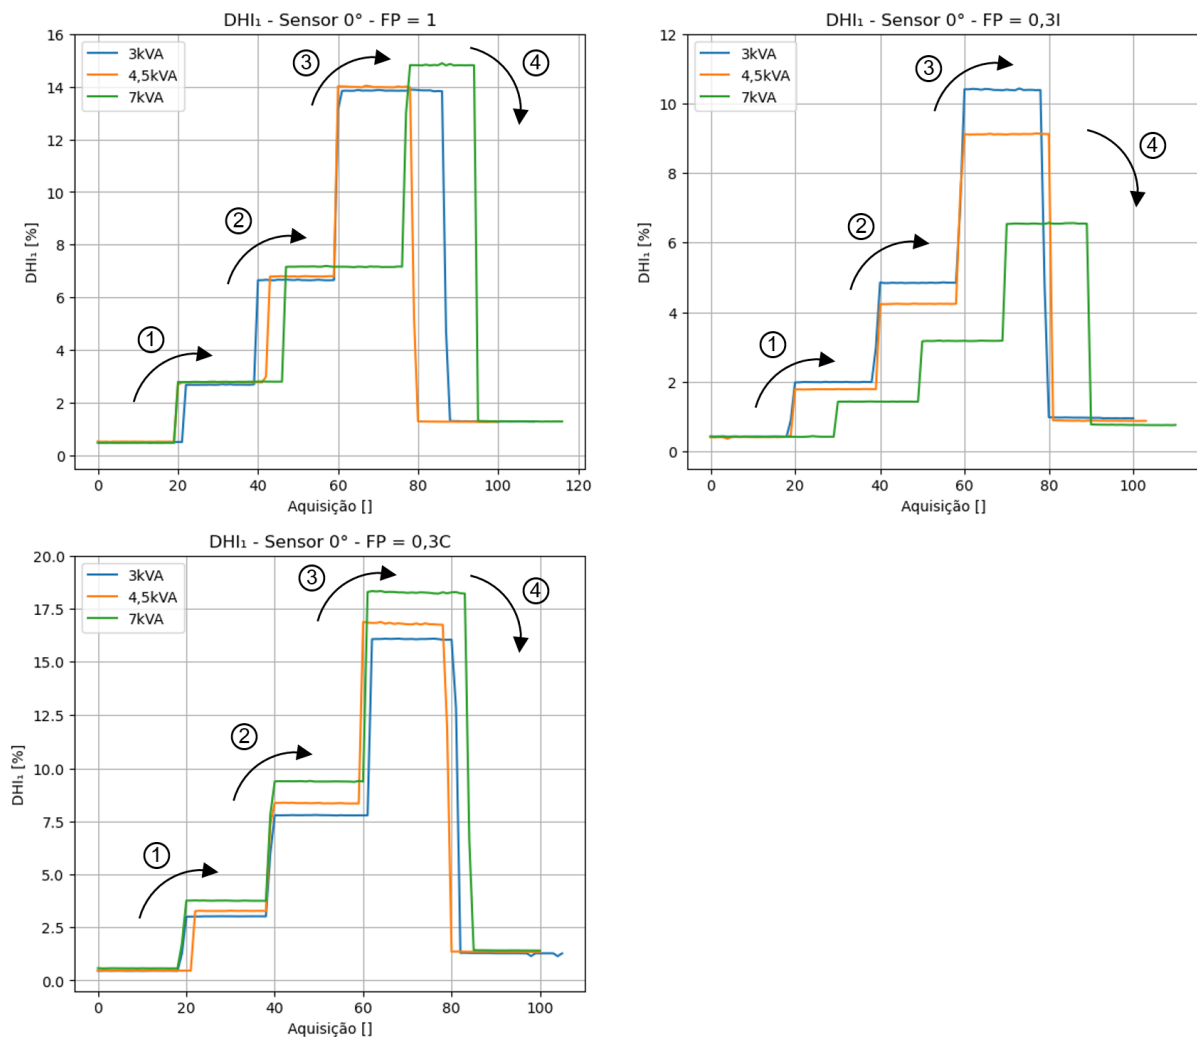 DHI₁ - Sensor 0° - FP = 1
16
14
12
10
8
6
4
2
0
DHI₁ [%]
3kVA
4,5kVA
7kVA
1
2
3
4
0 20 40 60 80 100 120
Aquisição []
DHI₁ - Sensor 0° - FP = 0,3I
12
10
8
6
4
2
0
DHI₁ [%]
3kVA
4,5kVA
7kVA
1
2
3
4
0 20 40 60 80 100
Aquisição []
DHI₁ - Sensor 0° - FP = 0,3C
20.0
17.5
15.0
12.5
10.0
7.5
5.0
2.5
0.0
DHI₁ [%]
3kVA
4,5kVA
7kVA
1
2
3
4
0 20 40 60 80 100
Aquisição []